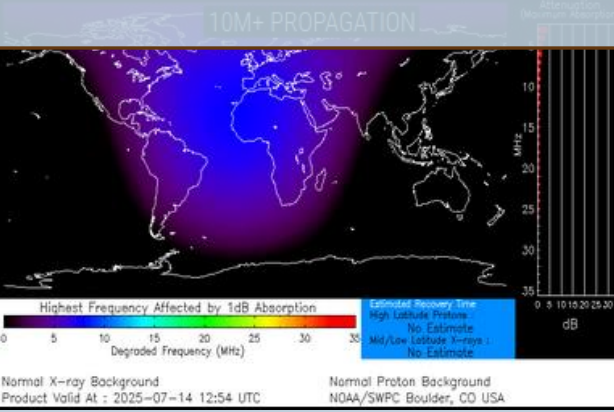 10M+ PROPAGATION
Attenuation
10
15
MHz
20
25
30
35
0 5 10 15 20 25 30
dB
Highest Frequency Affected by 1dB Absorption
0 5 10 15 20 25 30 35
Degraded Frequency (MHz)
Estimated Recovery Time
High Latitude Protons :
No Estimate
Mid/Low Latitude X-rays :
No Estimate
Normal X-ray Background
Normal Proton Background
Product Valid At : 2025-07-14 12:54 UTC
NOAA/SWPC Boulder, CO USA